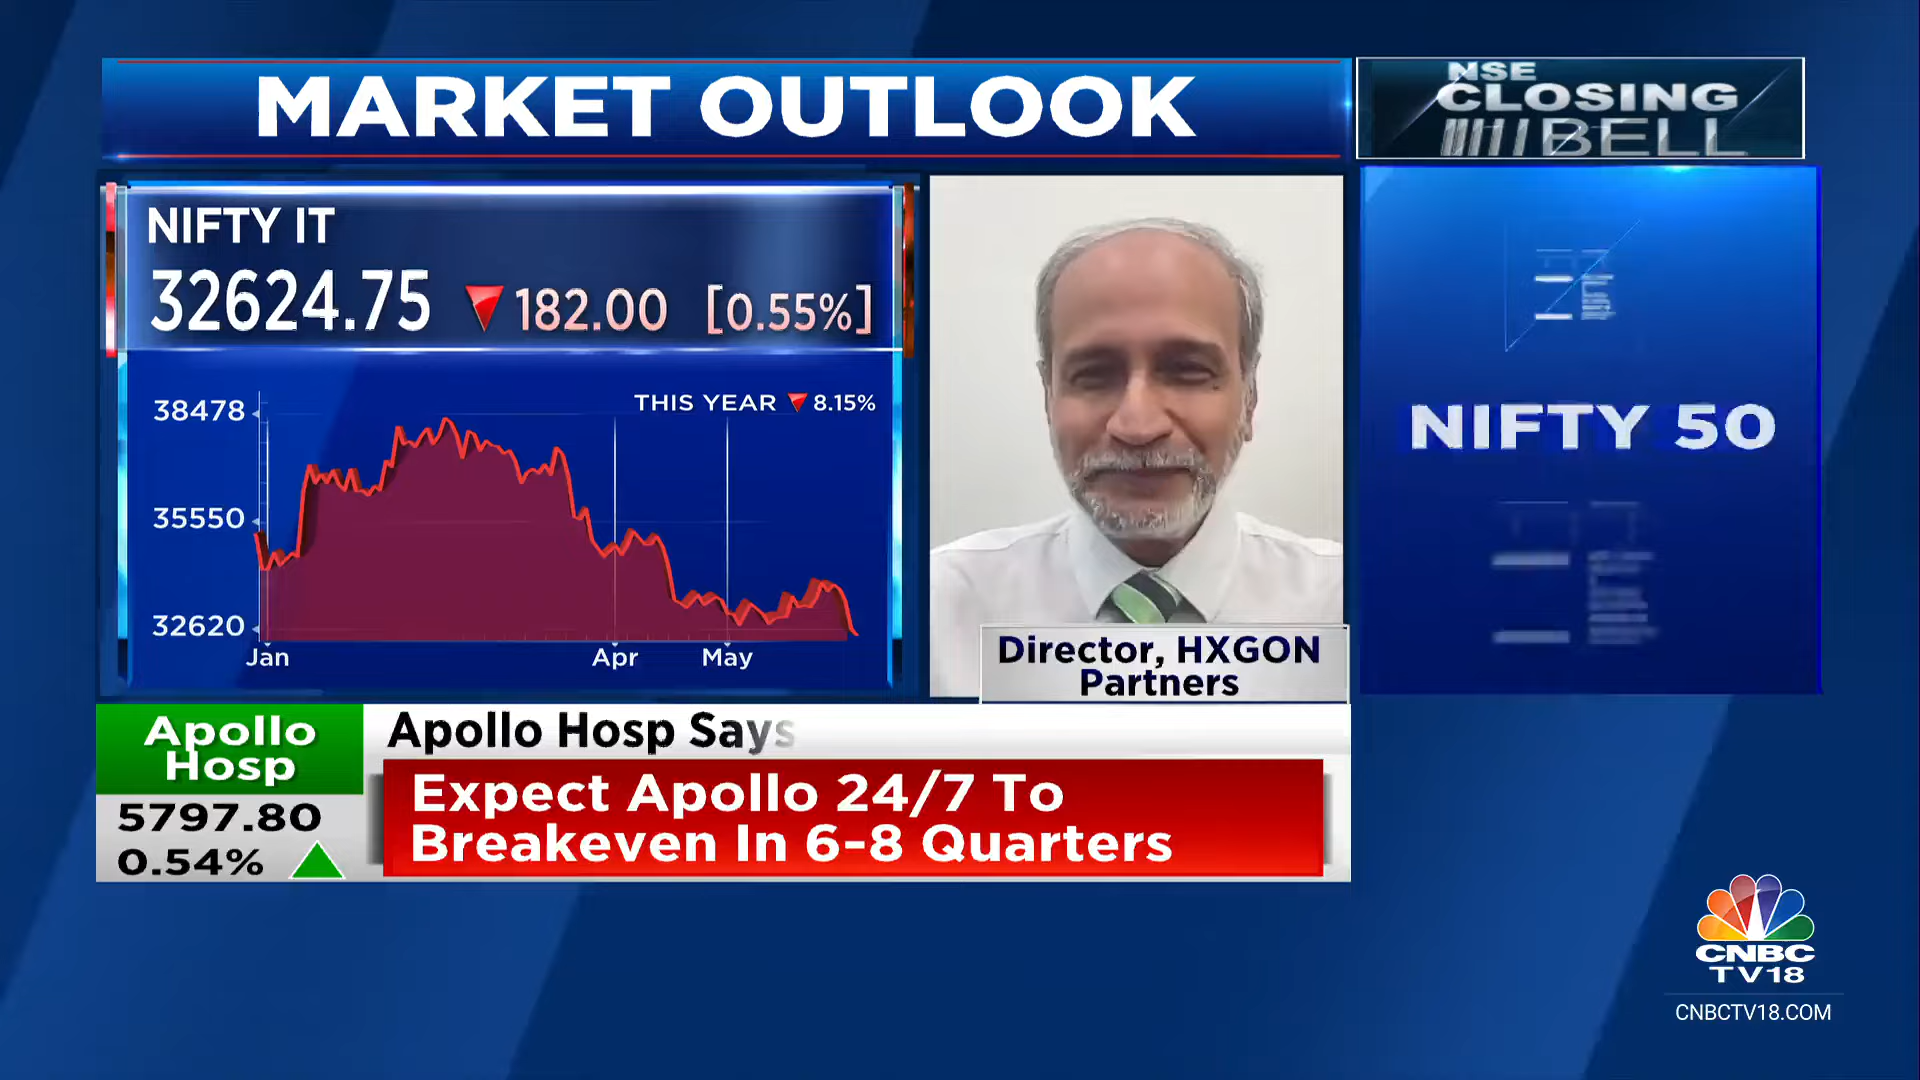 MARKET OUTLOOK
NSE
CLOSING
BELL
NIFTY IT
32624.75 ▼ 182.00 [0.55%]
THIS YEAR ▼ 8.15%
38478
35550
32620
Jan Apr May
Director, HXGON
Partners
NIFTY 50
Apollo
Hosp
5797.80
0.54% ▲
Apollo Hosp Says
Expect Apollo 24/7 To
Breakeven In 6-8 Quarters
CNBC
TV18
CNBCTV18.COM